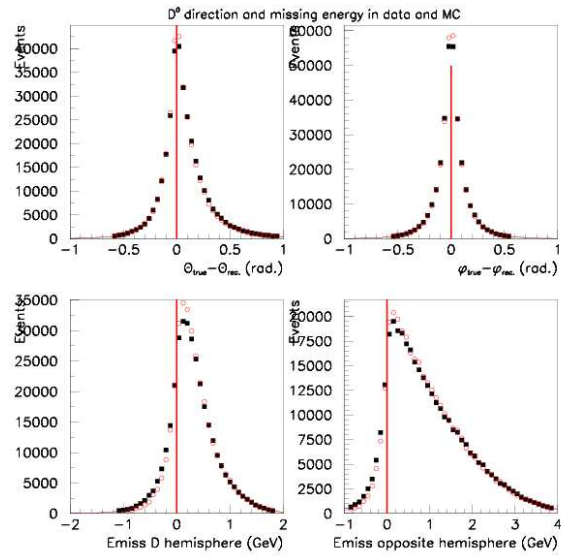 D⁰ direction and missing energy in data and MC
Events
40000
35000
30000
25000
20000
15000
10000
5000
0
-1 -0.5 0 0.5 1
Θtrue-Θrec. (rad.)
Events
70000
60000
50000
40000
30000
20000
10000
0
-1 -0.5 0 0.5 1
φtrue-φrec. (rad.)
Events
35000
30000
25000
20000
15000
10000
5000
0
-2 -1 0 1 2
Emiss D hemisphere (GeV)
Events
20000
17500
15000
12500
10000
7500
5000
2500
0
-1 0 1 2 3 4
Emiss opposite hemisphere (GeV)